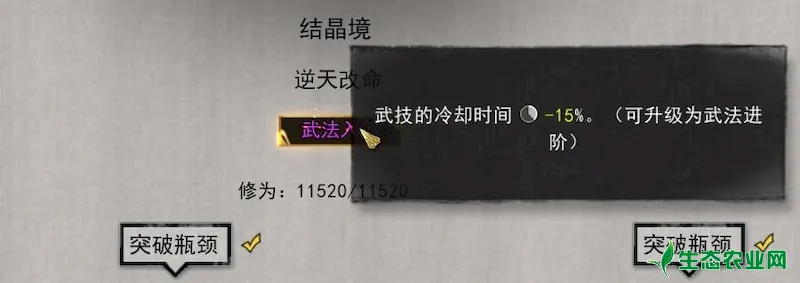 结晶境
逆天改命
武法入
武技的冷却时间 -15%。（可升级为武法进
阶）
修为：11520/11520
突破瓶颈
突破瓶颈
生态农业网